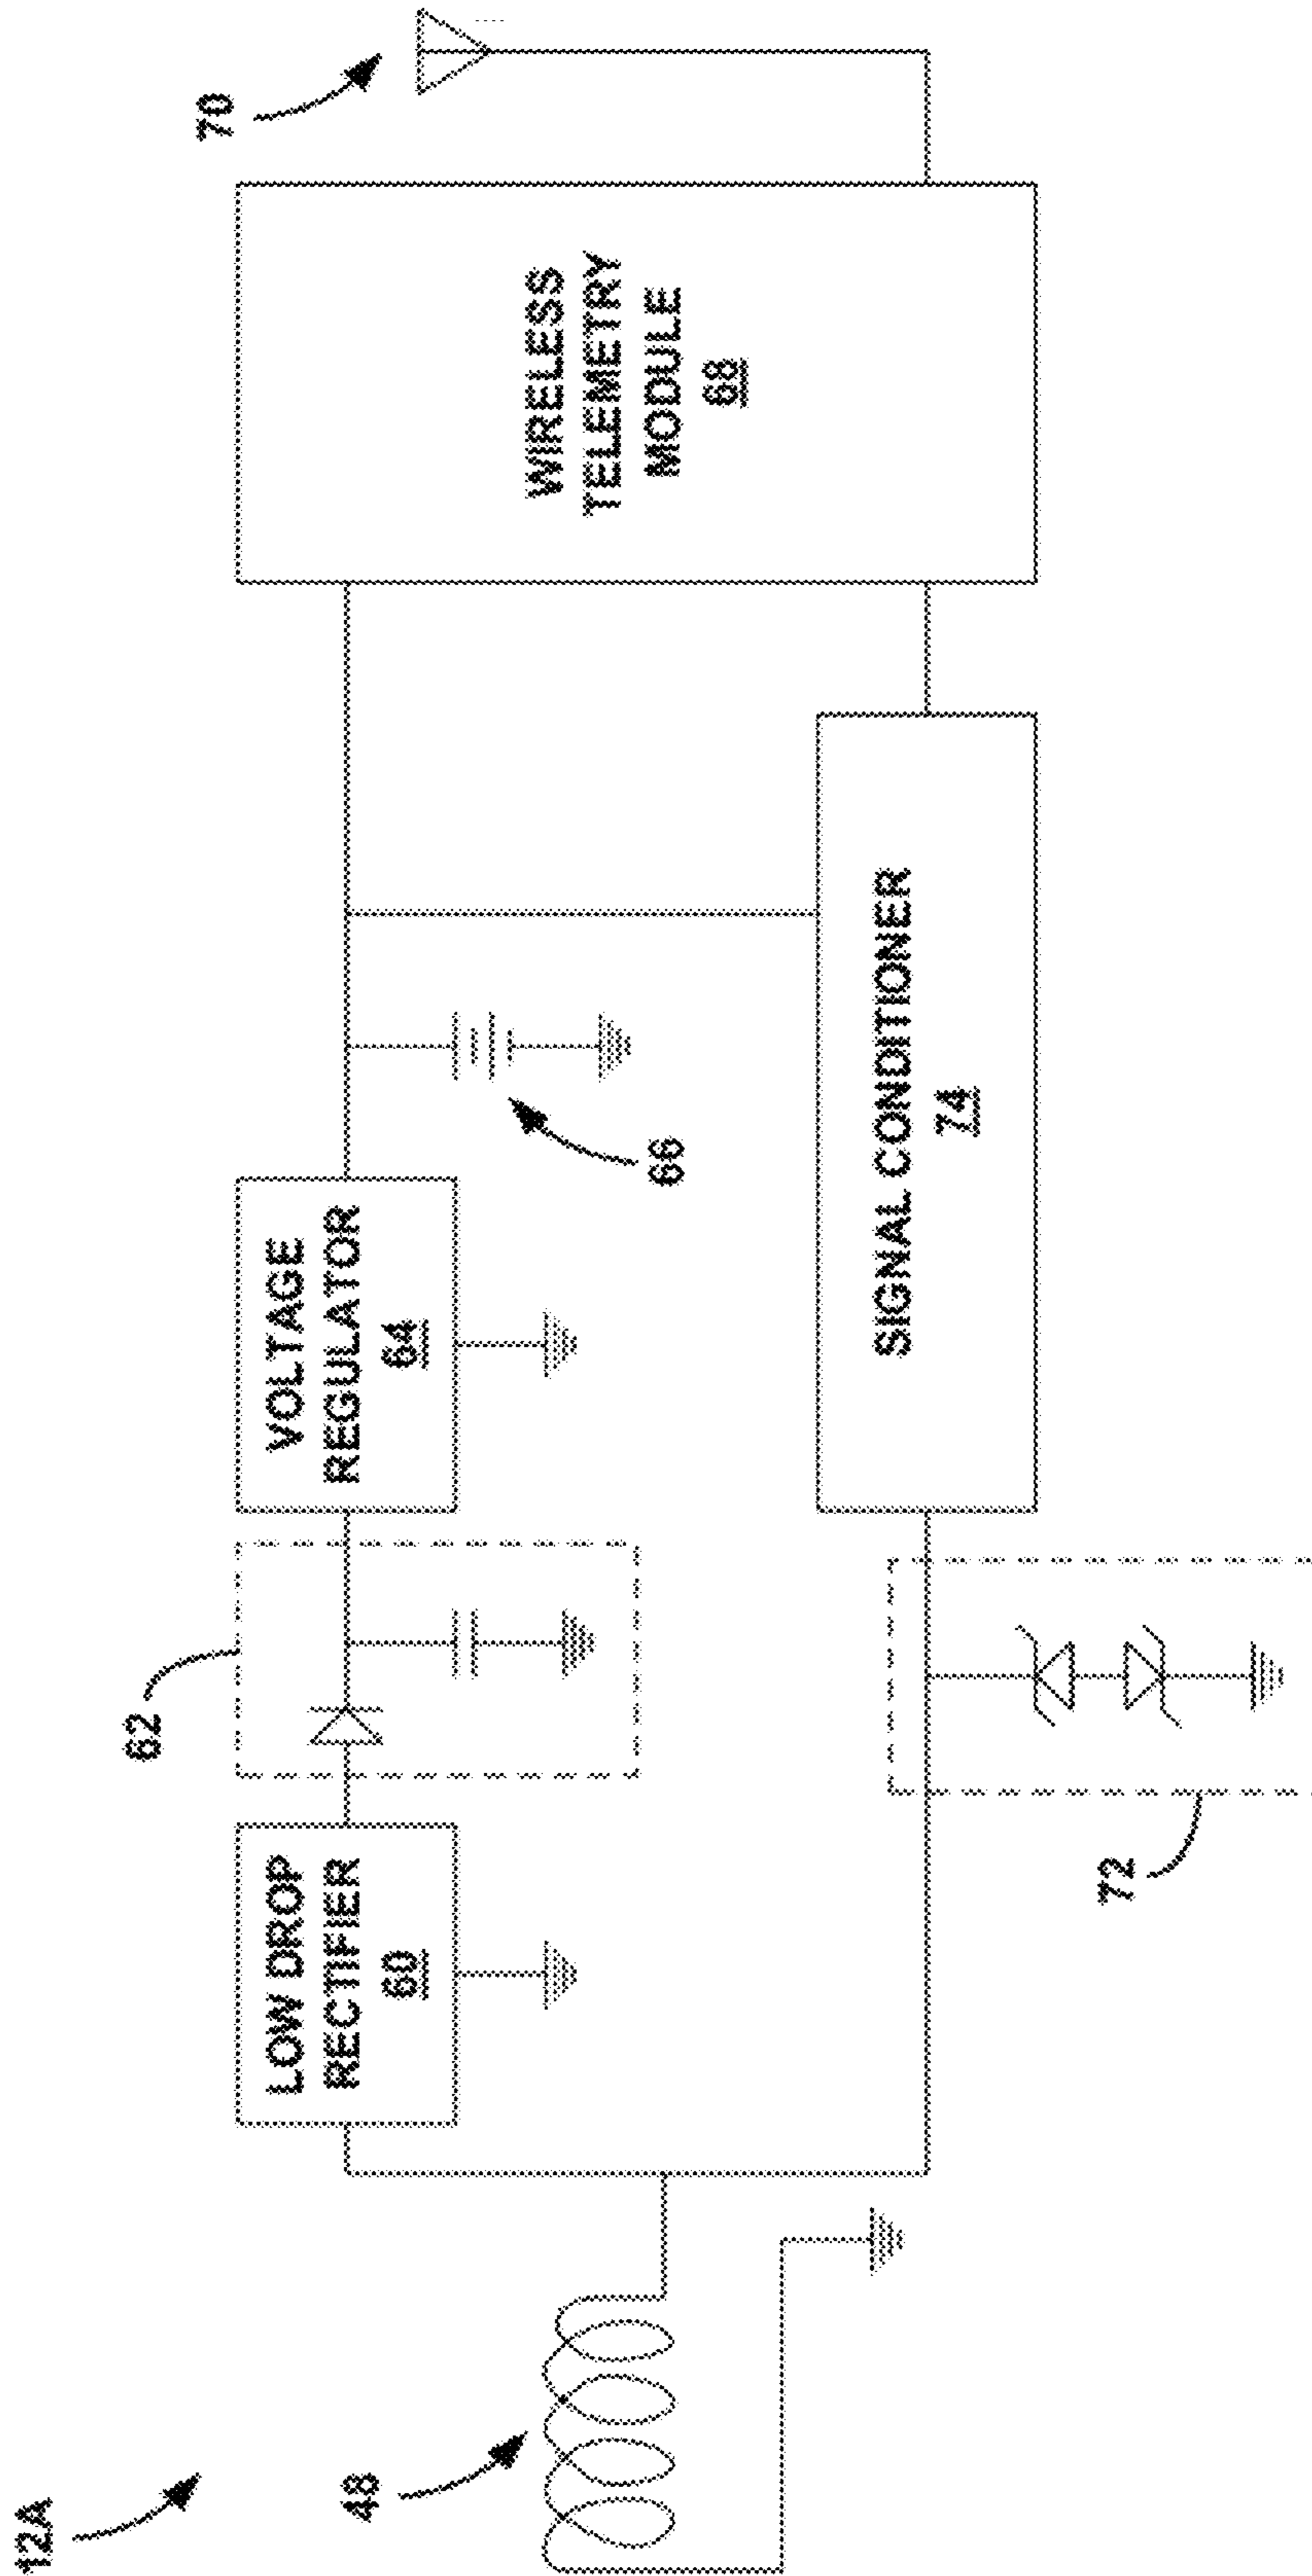 12A
48
LOW DROP
RECTIFIER
60
62
VOLTAGE
REGULATOR
64
66
WIRELESS
TELEMETRY
MODULE
68
70
72
SIGNAL CONDITIONER
74